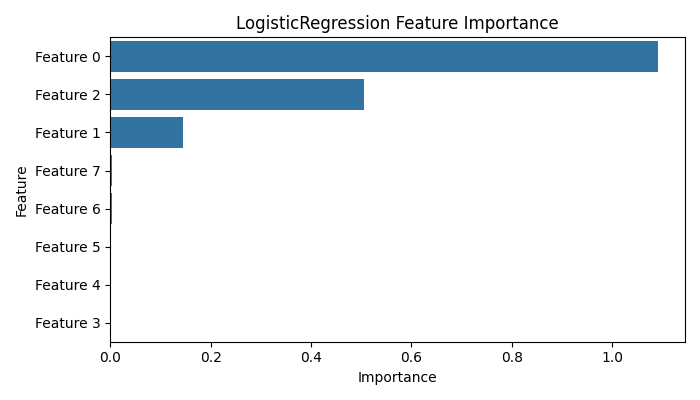 LogisticRegression Feature Importance
Feature
Feature 0
Feature 2
Feature 1
Feature 7
Feature 6
Feature 5
Feature 4
Feature 3
0.0 0.2 0.4 0.6 0.8 1.0
Importance